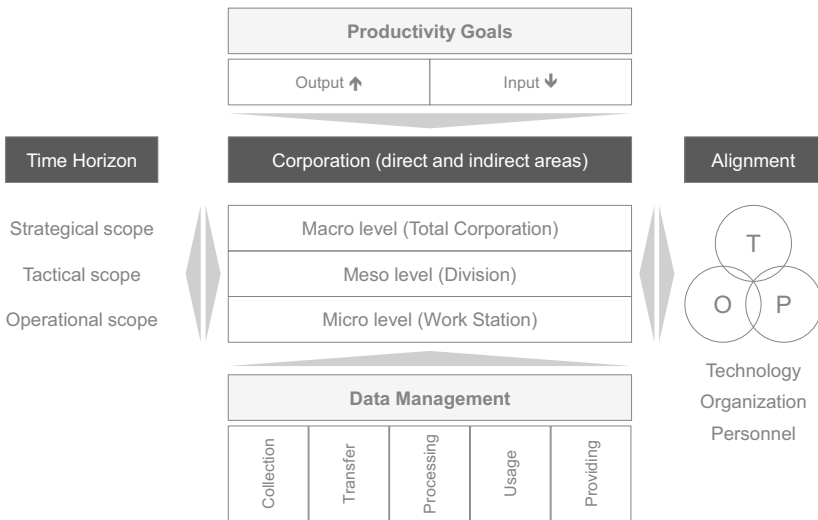 Productivity Goals
Output ↑
Input ↓
Time Horizon
Corporation (direct and indirect areas)
Alignment
Strategical scope
Macro level (Total Corporation)
Tactical scope
Meso level (Division)
Operational scope
Micro level (Work Station)
T
O
P
Technology
Organization
Personnel
Data Management
Collection
Transfer
Processing
Usage
Providing